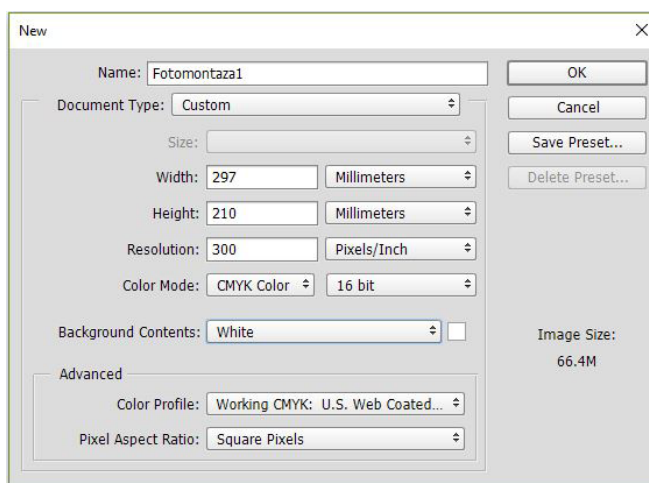 New
Name: Fotomontaza1
OK
Document Type: Custom
Cancel
Size:
Save Preset...
Width: 297 Millimeters
Delete Preset...
Height: 210 Millimeters
Resolution: 300 Pixels/Inch
Color Mode: CMYK Color 16 bit
Background Contents: White
Image Size:
66.4M
Advanced
Color Profile: Working CMYK: U.S. Web Coated...
Pixel Aspect Ratio: Square Pixels